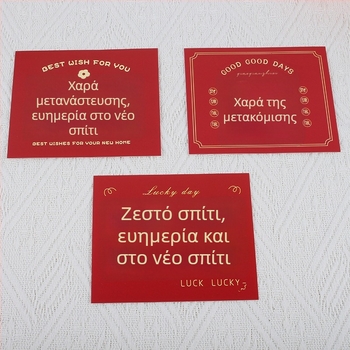 BEST WISH FOR YOU
Χαρά
μετανάστευσης,
ευημερία στο νέο
σπίτι
BEST WISHES FOR YOUR NEW HOME
GOOD GOOD DAYS
Χαρά της
μετακόμισης
Lucky day
Ζεστό σπίτι,
ευημερία και
στο νέο σπίτι
LUCK LUCKY